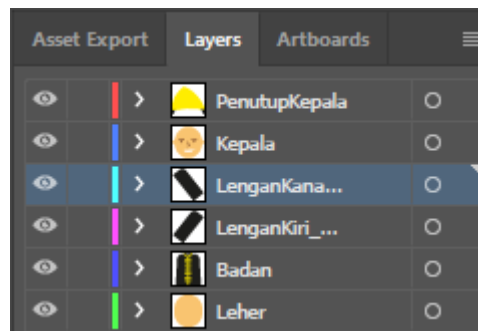 Asset Export Layers Artboards
PenutupKepala
Kepala
LenganKana...
LenganKiri_...
Badan
Leher